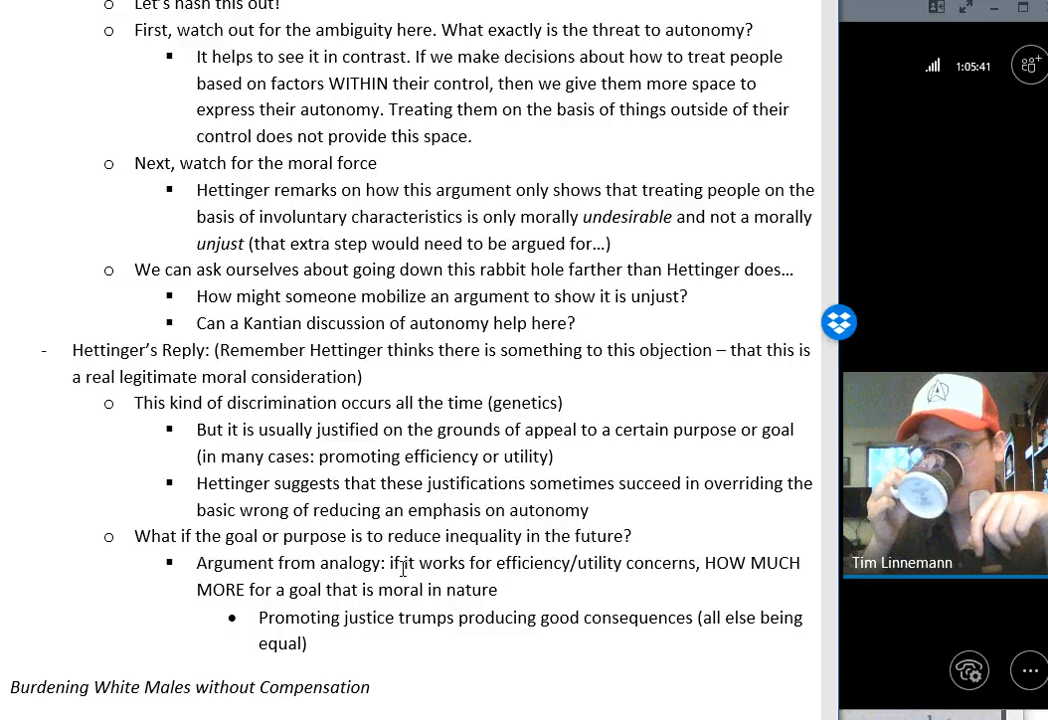 o Let's hash this out!
o First, watch out for the ambiguity here. What exactly is the threat to autonomy?
▪ It helps to see it in contrast. If we make decisions about how to treat people
based on factors WITHIN their control, then we give them more space to
express their autonomy. Treating them on the basis of things outside of their
control does not provide this space.
o Next, watch for the moral force
▪ Hettinger remarks on how this argument only shows that treating people on the
basis of involuntary characteristics is only morally undesirable and not a morally
unjust (that extra step would need to be argued for…)
o We can ask ourselves about going down this rabbit hole farther than Hettinger does…
▪ How might someone mobilize an argument to show it is unjust?
▪ Can a Kantian discussion of autonomy help here?
- Hettinger's Reply: (Remember Hettinger thinks there is something to this objection – that this is
a real legitimate moral consideration)
o This kind of discrimination occurs all the time (genetics)
▪ But it is usually justified on the grounds of appeal to a certain purpose or goal
(in many cases: promoting efficiency or utility)
▪ Hettinger suggests that these justifications sometimes succeed in overriding the
basic wrong of reducing an emphasis on autonomy
o What if the goal or purpose is to reduce inequality in the future?
▪ Argument from analogy: if it works for efficiency/utility concerns, HOW MUCH
MORE for a goal that is moral in nature
• Promoting justice trumps producing good consequences (all else being
equal)
Burdening White Males without Compensation
1:05:41
Tim Linnemann